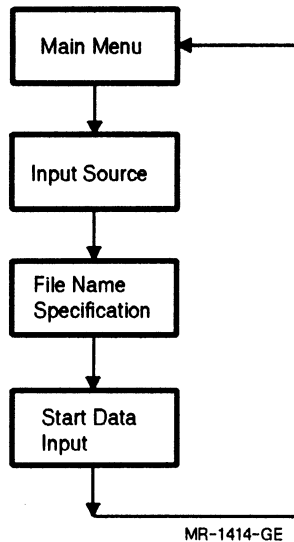 Main Menu
Input Source
File Name
Specification
Start Data
Input
MR-1414-GE